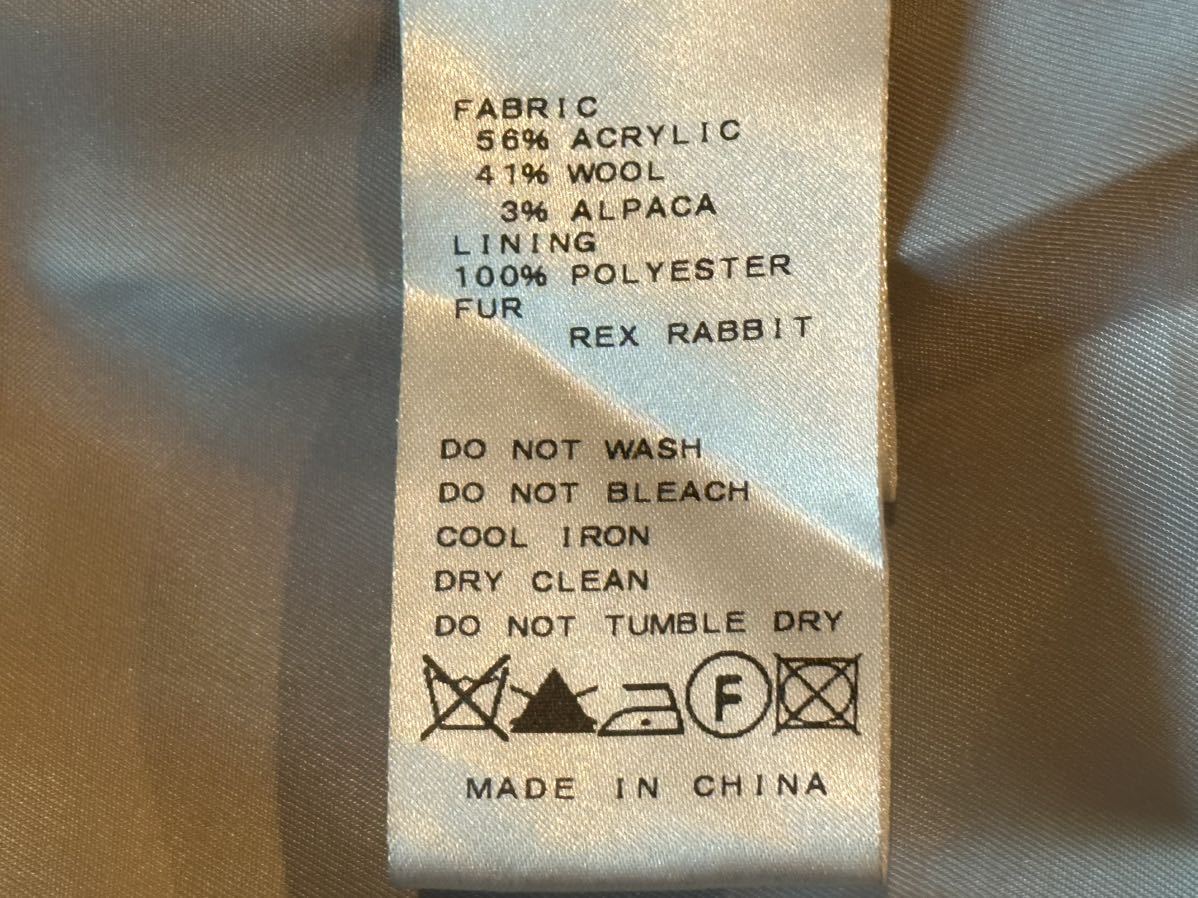 FABRIC
56% ACRYLIC
41% WOOL
3% ALPACA
LINING
100% POLYESTER
FUR
REX RABBIT
DO NOT WASH
DO NOT BLEACH
COOL IRON
DRY CLEAN
DO NOT TUMBLE DRY
F
MADE IN CHINA